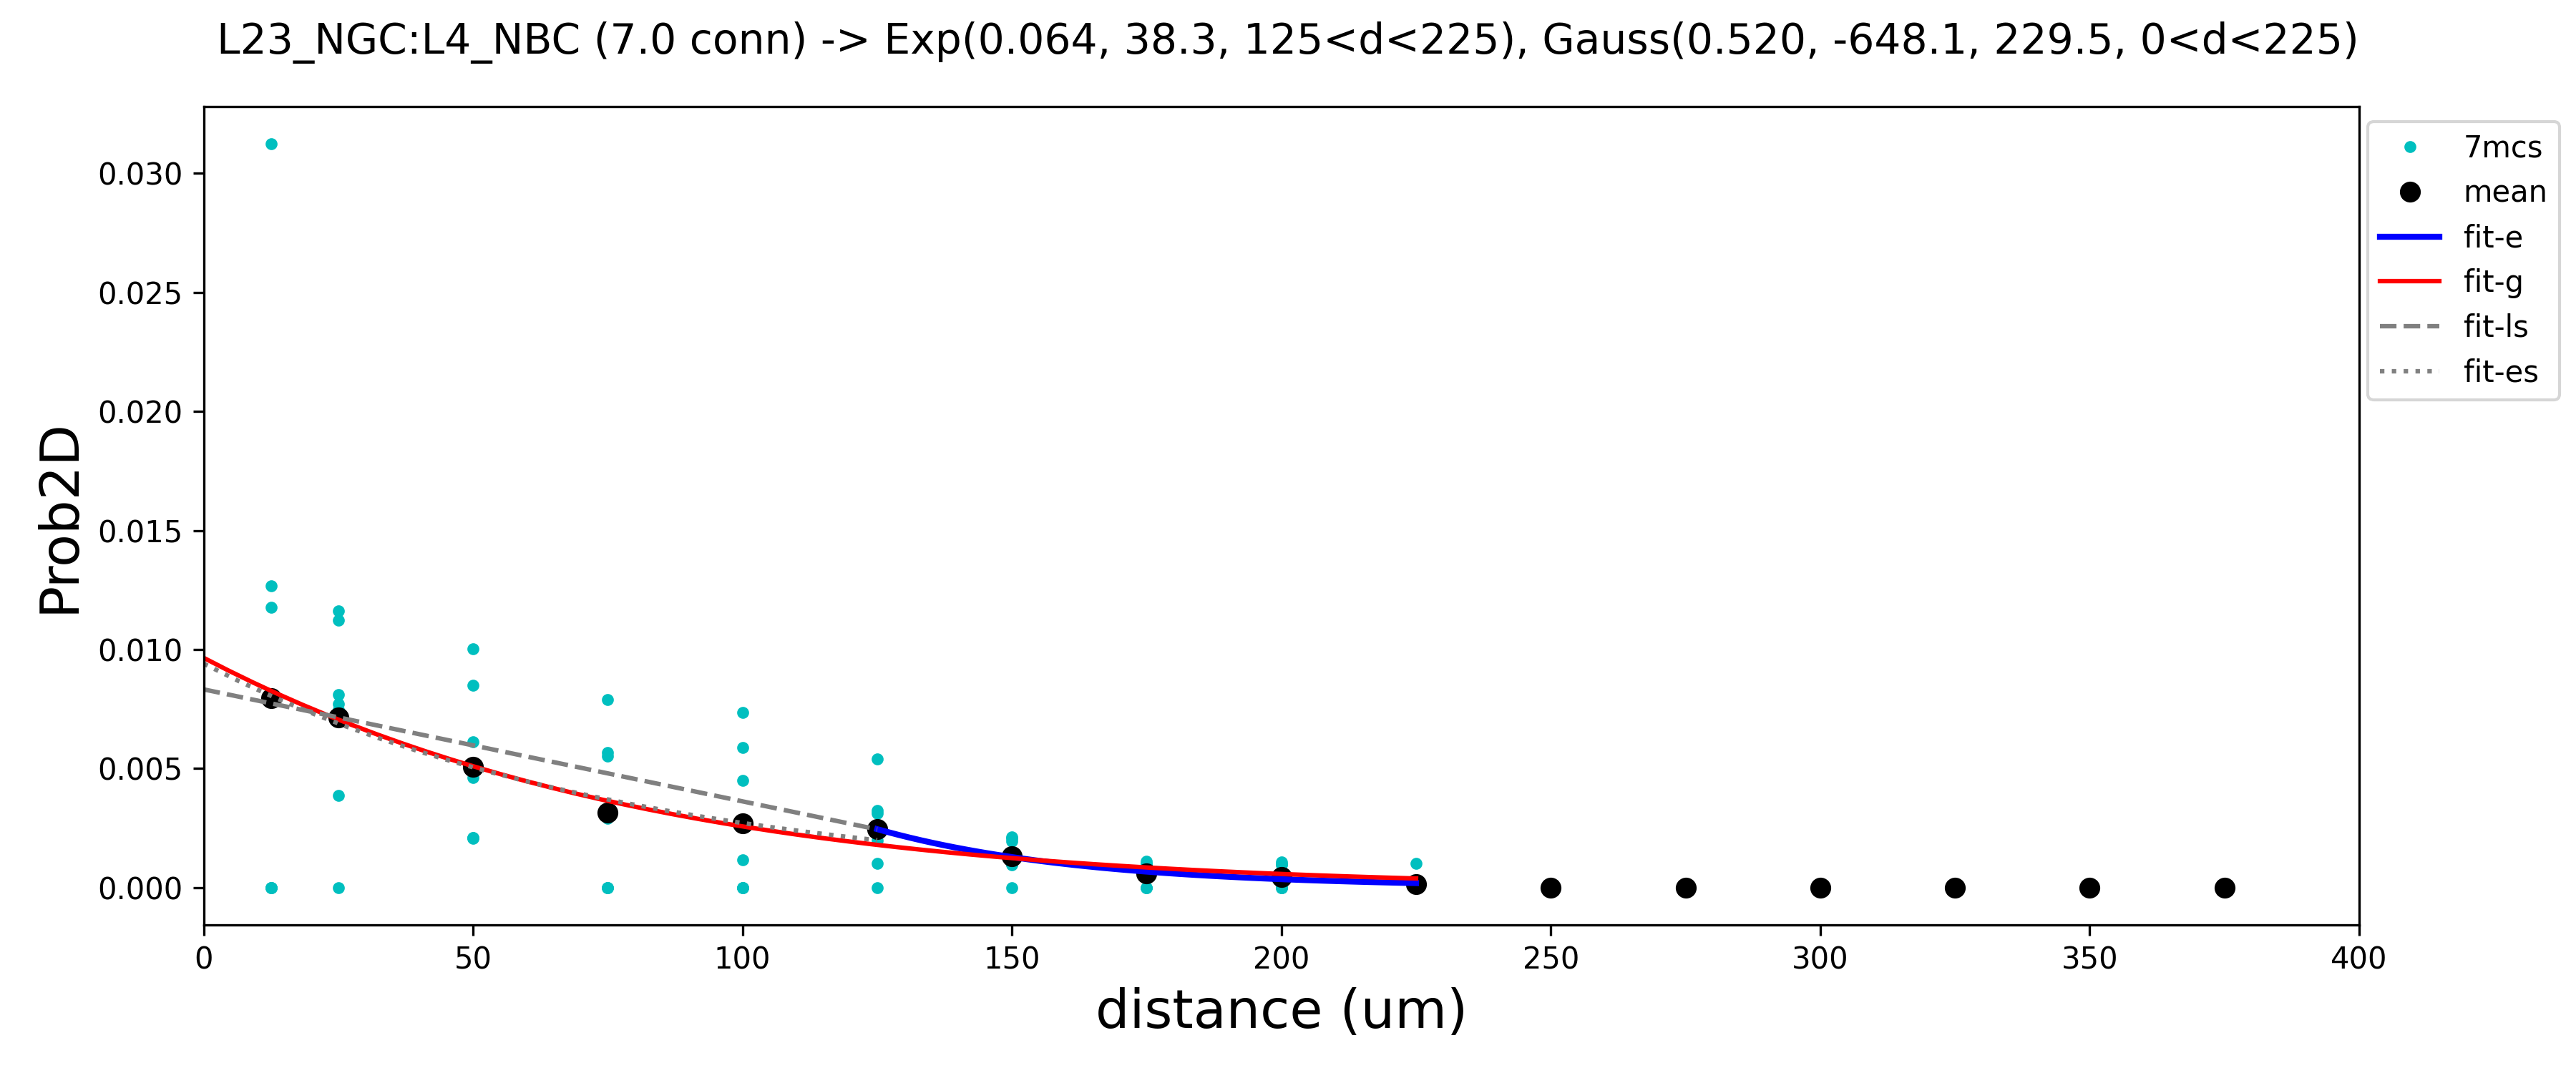 L23_NGC:L4_NBC (7.0 conn) -> Exp(0.064, 38.3, 125<d<225), Gauss(0.520, -648.1, 229.5, 0<d<225)
0.030
0.025
0.020
0.015
0.010
0.005
0.000
Prob2D
0 50 100 150 200 250 300 350 400
distance (um)
7mcs
mean
fit-e
fit-g
fit-ls
fit-es